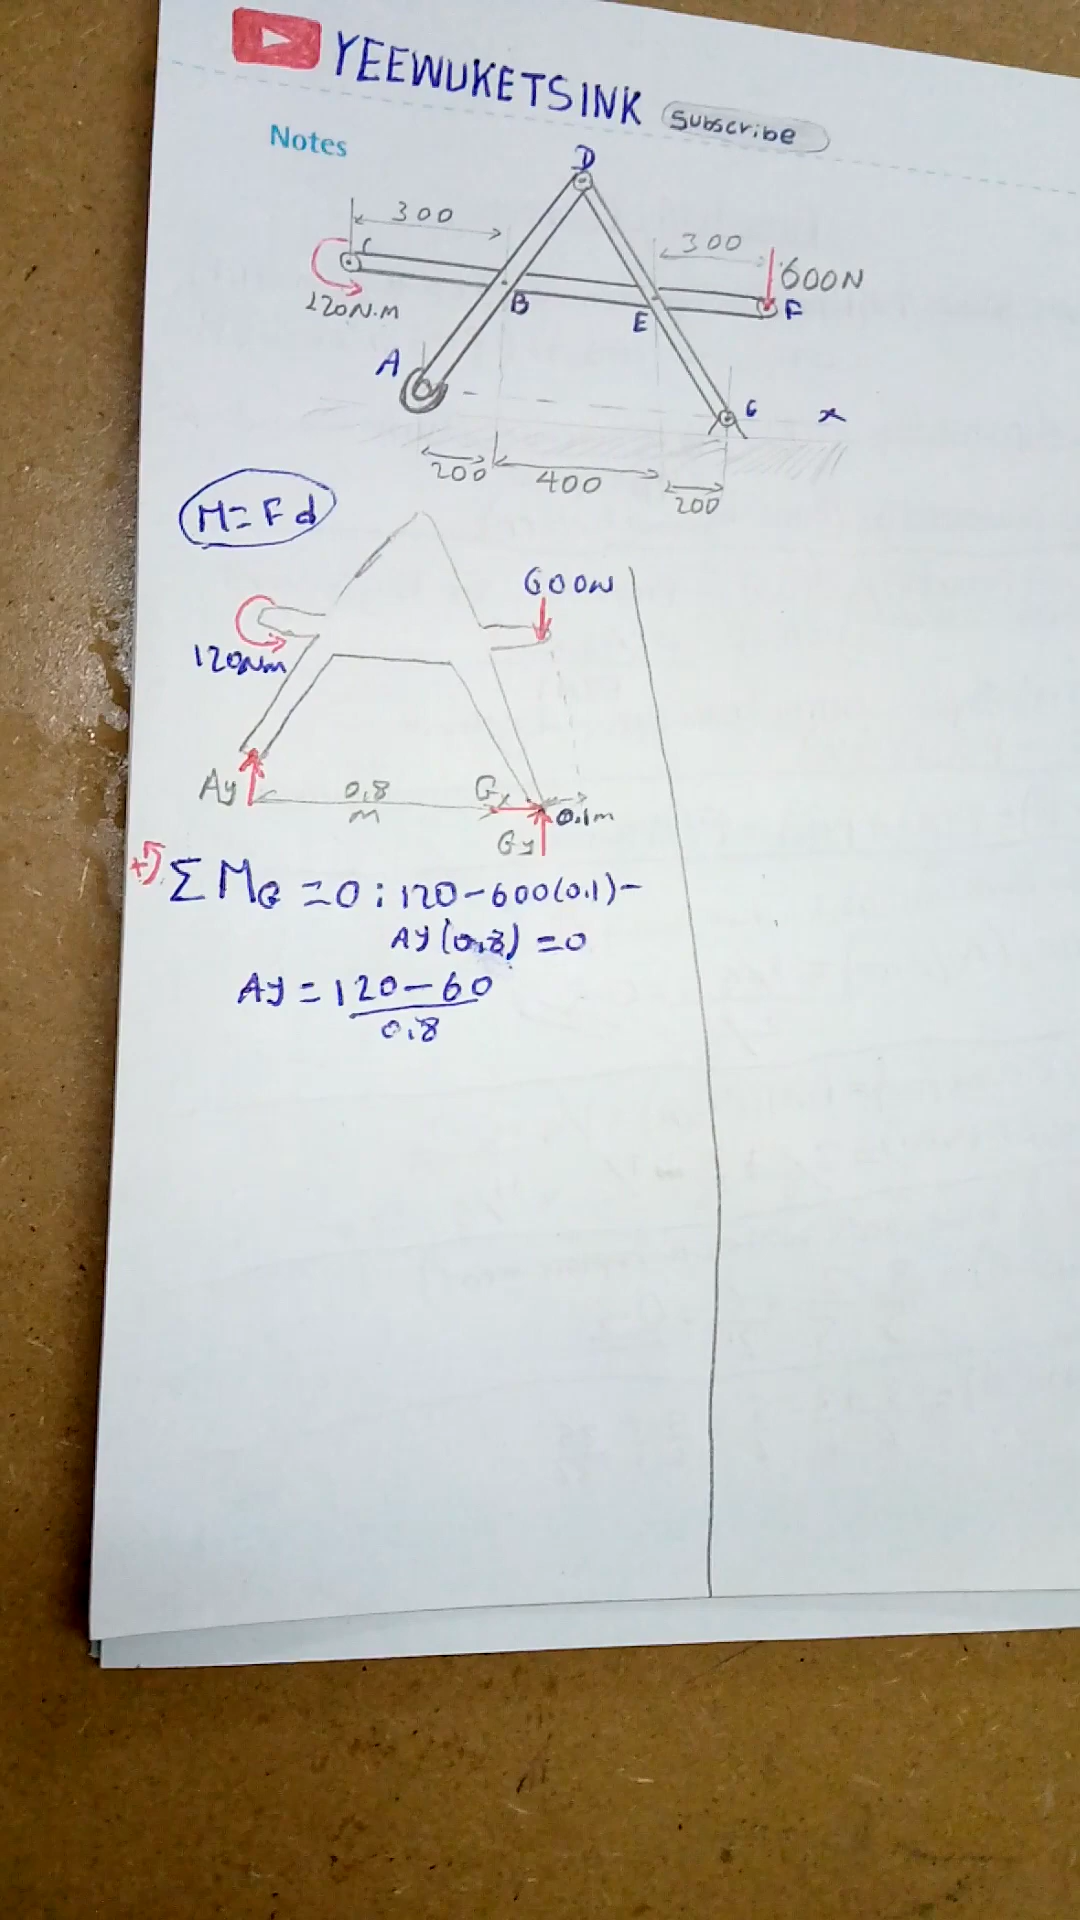 YEEWUKETSINK subscribe
Notes
D
300
300
C
600N
120N.M
B
E
F
A
G
x
200
400
200
M=Fd
600N
120Nm
Ay
0.8
m
Gx
0.1m
Gy
+
ΣMG=0: 120-600(0.1)-
Ay(0.8)=0
Ay=120-60
0.8